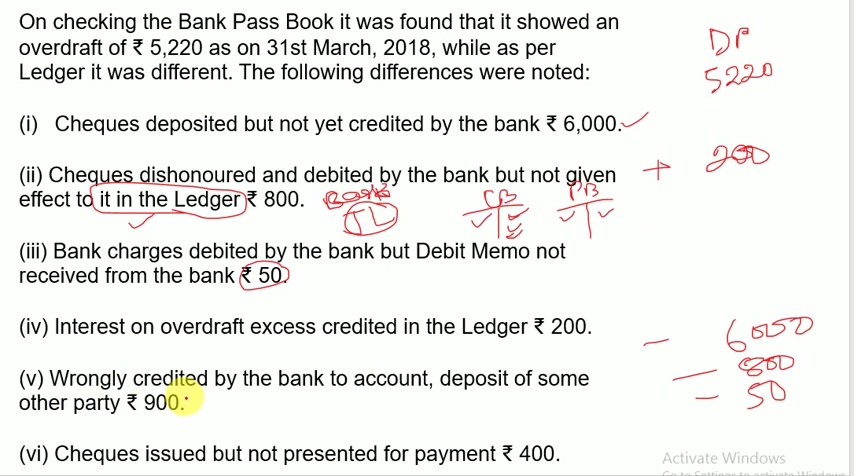 On checking the Bank Pass Book it was found that it showed an
overdraft of ₹ 5,220 as on 31st March, 2018, while as per
Ledger it was different. The following differences were noted:
5220
(i) Cheques deposited but not yet credited by the bank ₹ 6,000.
(ii) Cheques dishonoured and debited by the bank but not given
effect to it in the Ledger ₹ 800.
+ 200
Bank
CB
PB
(iii) Bank charges debited by the bank but Debit Memo not
received from the bank ₹ 50.
(iv) Interest on overdraft excess credited in the Ledger ₹ 200.
- 6000
- 800
- 50
(v) Wrongly credited by the bank to account, deposit of some
other party ₹ 900.
(vi) Cheques issued but not presented for payment ₹ 400.
Activate Windows